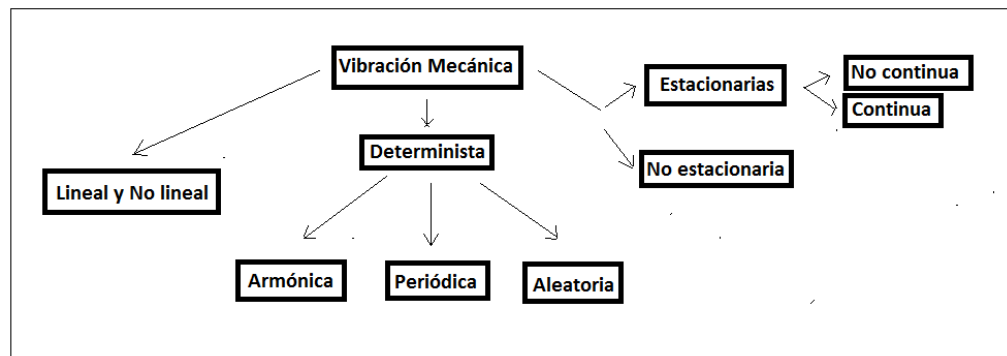 Vibración Mecánica
Estacionarias
No continua
Continua
Determinista
No estacionaria
Lineal y No lineal
Armónica
Periódica
Aleatoria